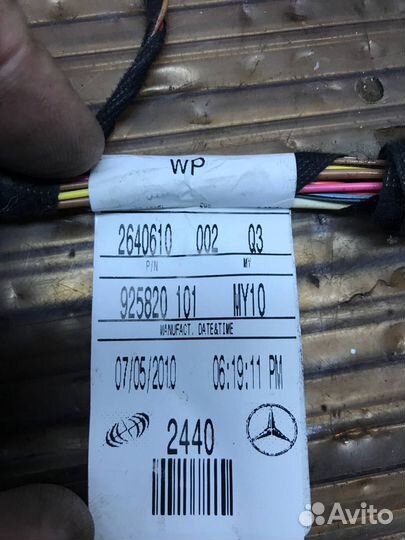 WP
2640610 002 Q3
P/N MY
925820 101 MY10
MANUFACT. DATE&TIME
07/05/2010 06:19:11 PM
2440
Avito